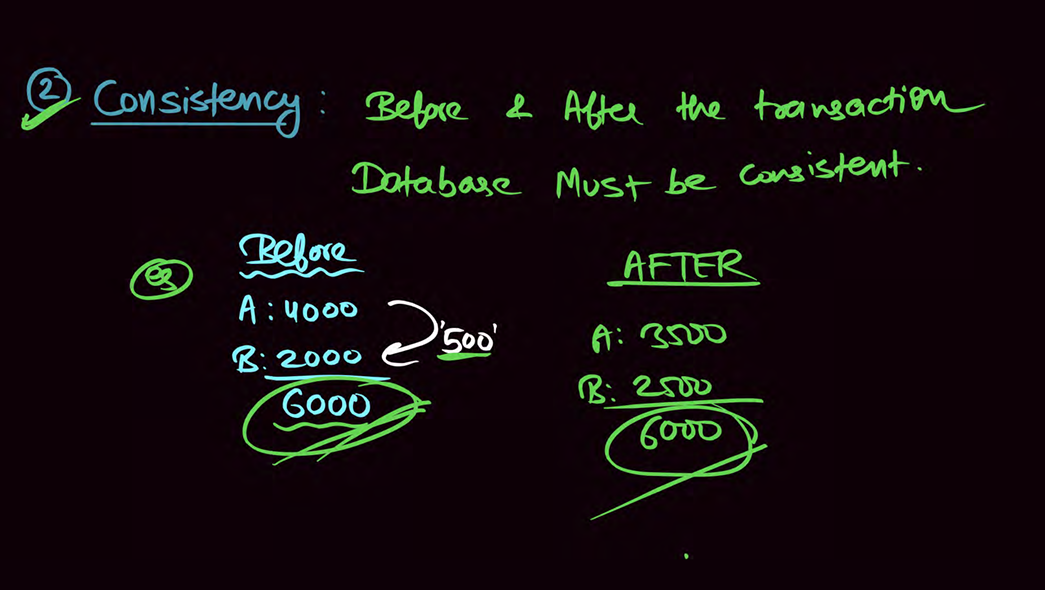 ② Consistency : Before & After the transaction
Database Must be consistent.
eg Before
A : 4000
B : 2000
6000
'500'
AFTER
A : 3500
B : 2500
6000